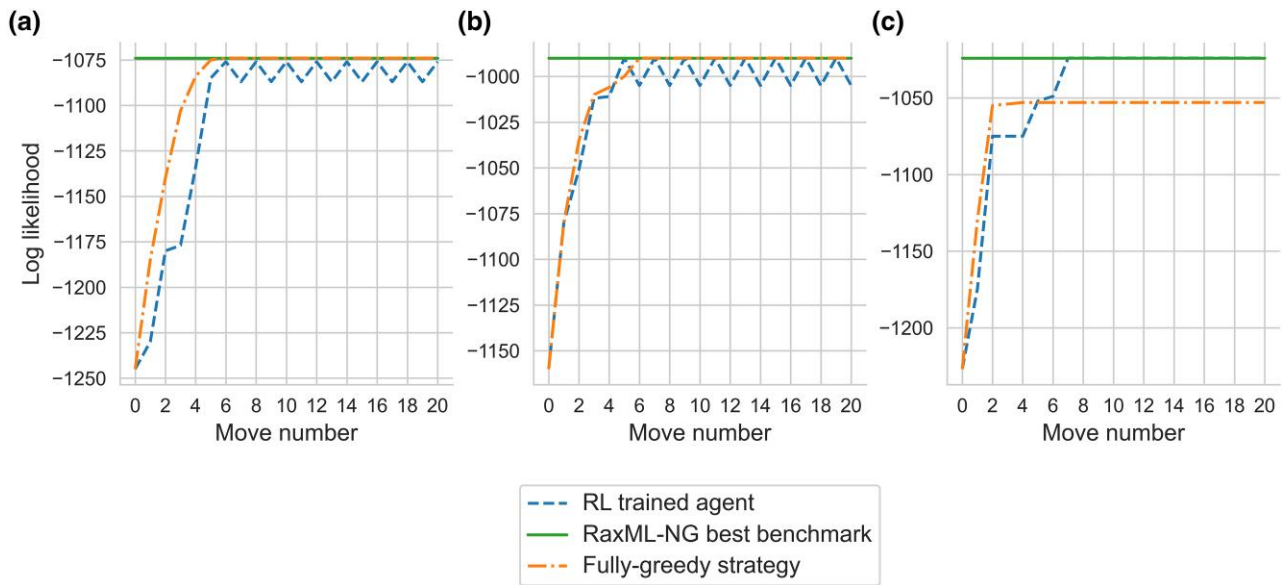 (a)
(b)
(c)
Log likelihood
−1075
−1100
−1125
−1150
−1175
−1200
−1225
−1250
0 2 4 6 8 10 12 14 16 18 20
Move number
−1000
−1025
−1050
−1075
−1100
−1125
−1150
0 2 4 6 8 10 12 14 16 18 20
Move number
−1050
−1100
−1150
−1200
0 2 4 6 8 10 12 14 16 18 20
Move number
RL trained agent
RaxML-NG best benchmark
Fully-greedy strategy